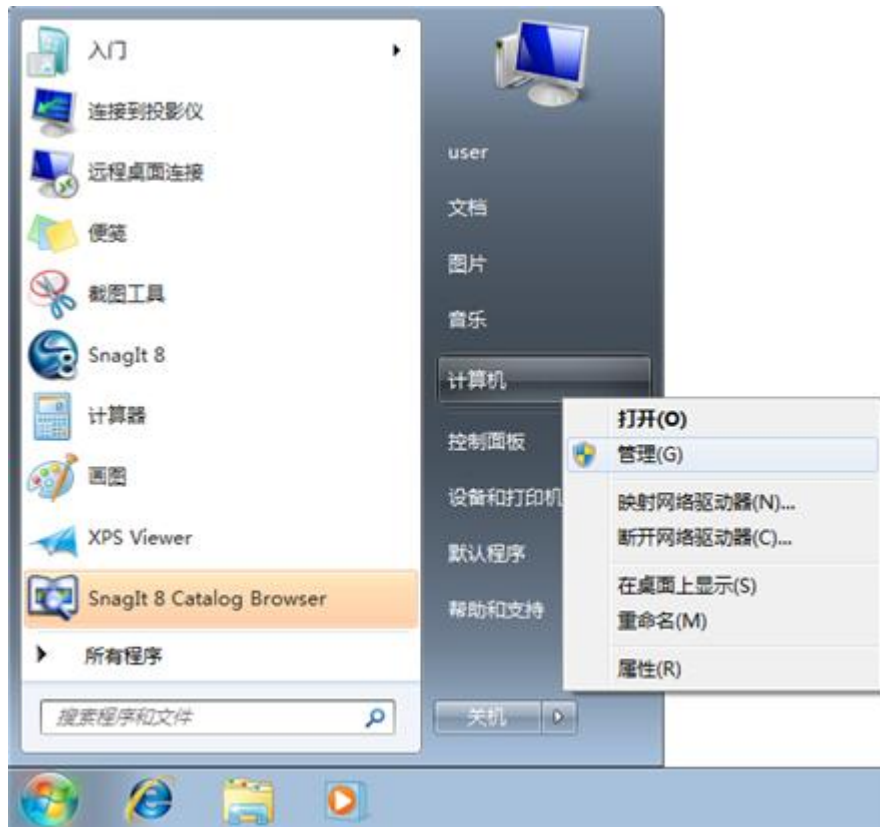 入门
连接到投影仪
远程桌面连接
便笺
截图工具
SnagIt 8
计算器
画图
XPS Viewer
SnagIt 8 Catalog Browser
所有程序
搜索程序和文件
user
文档
图片
音乐
计算机
控制面板
设备和打印机
默认程序
帮助和支持
关机
打开(O)
管理(G)
映射网络驱动器(N)...
断开网络驱动器(C)...
在桌面上显示(S)
重命名(M)
属性(R)